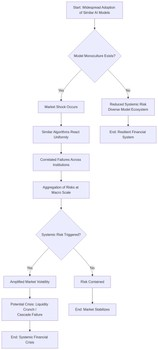 Start: Widespread Adoption
of Similar AI Models
Model Monoculture Exists?
Yes
No
Market Shock Occurs
Reduced Systemic Risk
Diverse Model Ecosystem
Similar Algorithms React
Uniformly
End: Resilient Financial
System
Correlated Failures Across
Institutions
Aggregation of Risks at
Macro Scale
Systemic Risk Triggered?
Yes
No
Amplified Market Volatility
Risk Contained
Potential Crisis: Liquidity
Crunch /
Cascade Failure
End: Market Stabilizes
End: Systemic Financial
Crisis